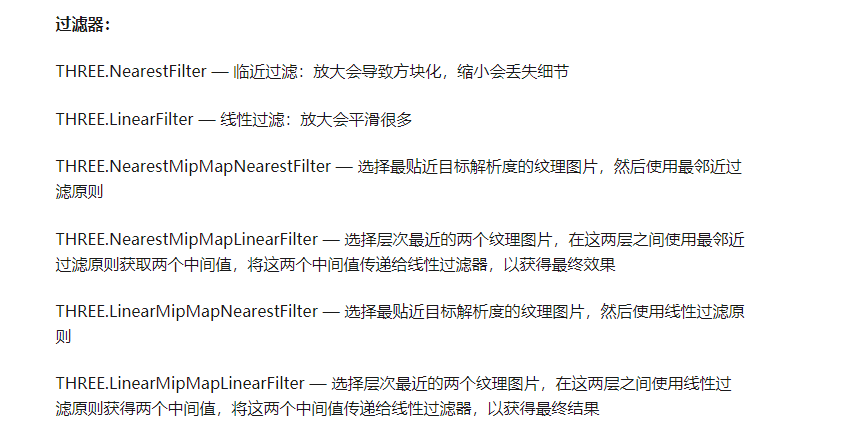 过滤器：
THREE.NearestFilter — 临近过滤：放大会导致方块化，缩小会丢失细节
THREE.LinearFilter — 线性过滤：放大会平滑很多
THREE.NearestMipMapNearestFilter — 选择最贴近目标解析度的纹理图片，然后使用最邻近过
滤原则
THREE.NearestMipMapLinearFilter — 选择层次最近的两个纹理图片，在这两层之间使用最邻近
过滤原则获取两个中间值，将这两个中间值传递给线性过滤器，以获得最终效果
THREE.LinearMipMapNearestFilter — 选择最贴近目标解析度的纹理图片，然后使用线性过滤原
则
THREE.LinearMipMapLinearFilter — 选择层次最近的两个纹理图片，在这两层之间使用线性过
滤原则获得两个中间值，将这两个中间值传递给线性过滤器，以获得最终结果